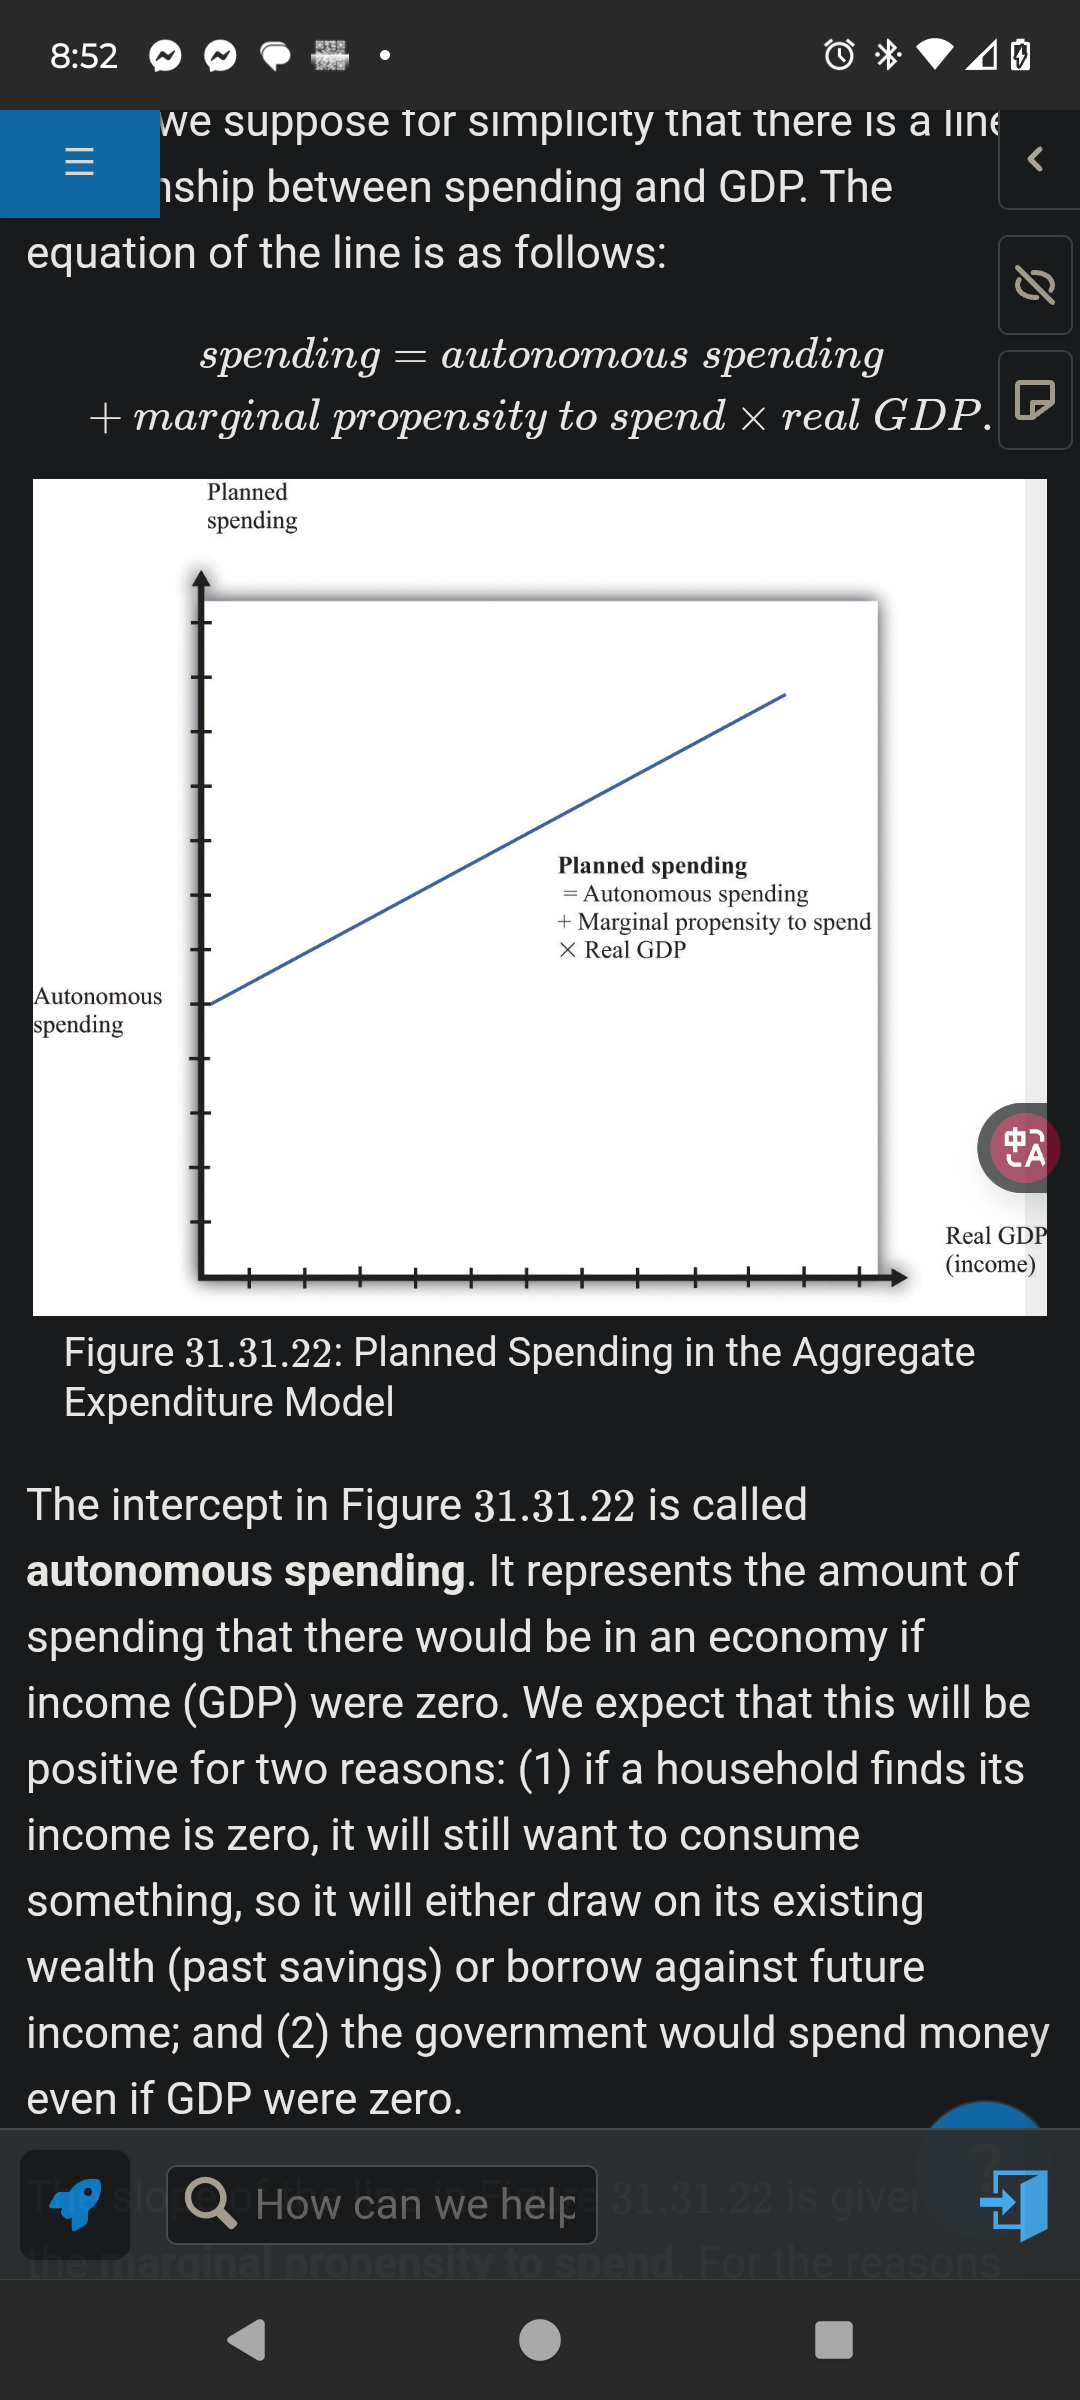 8:52
we suppose for simplicity that there is a line
nship between spending and GDP. The
equation of the line is as follows:
spending = autonomous spending
+ marginal propensity to spend × real GDP.
Planned
spending
Planned spending
= Autonomous spending
+ Marginal propensity to spend
× Real GDP
Autonomous
spending
中A
Real GDP
(income)
Figure 31.31.22: Planned Spending in the Aggregate
Expenditure Model
The intercept in Figure 31.31.22 is called
autonomous spending. It represents the amount of
spending that there would be in an economy if
income (GDP) were zero. We expect that this will be
positive for two reasons: (1) if a household finds its
income is zero, it will still want to consume
something, so it will either draw on its existing
wealth (past savings) or borrow against future
income; and (2) the government would spend money
even if GDP were zero.
?
How can we help
The slope of the line in Figure 31.31.22 is given
the marginal propensity to spend. For the reasons